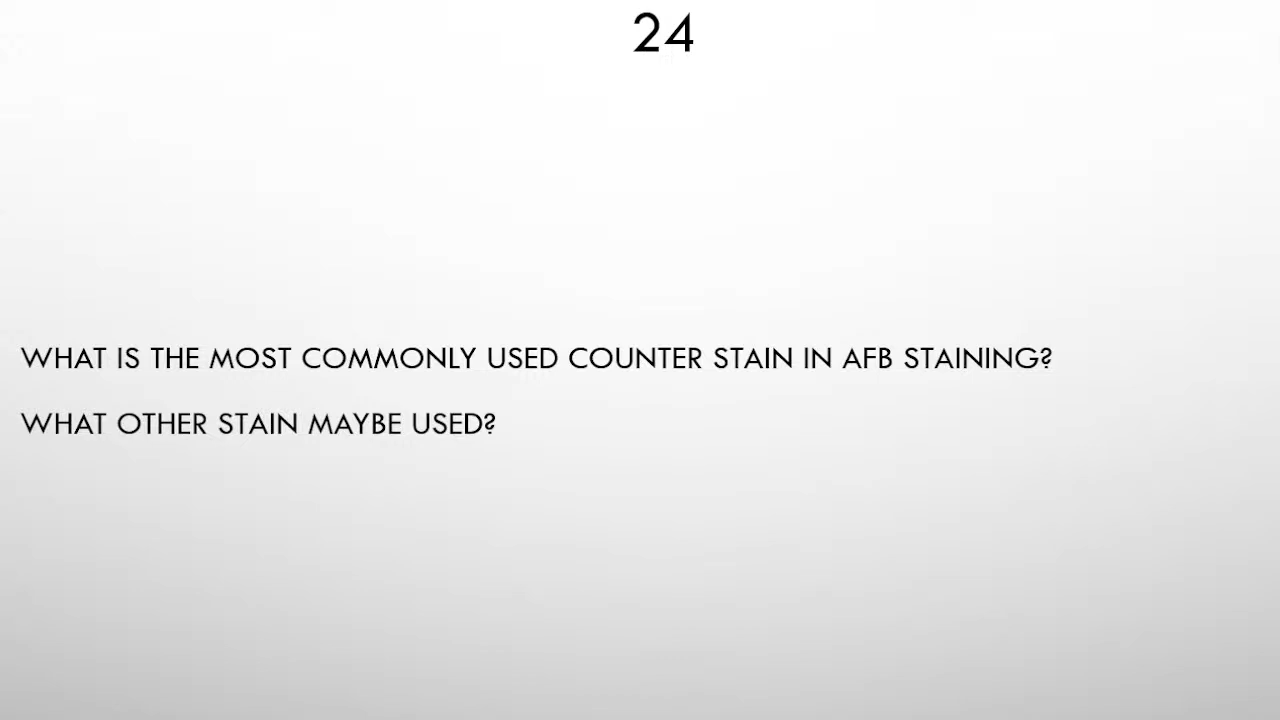 24
WHAT IS THE MOST COMMONLY USED COUNTER STAIN IN AFB STAINING?
WHAT OTHER STAIN MAYBE USED?